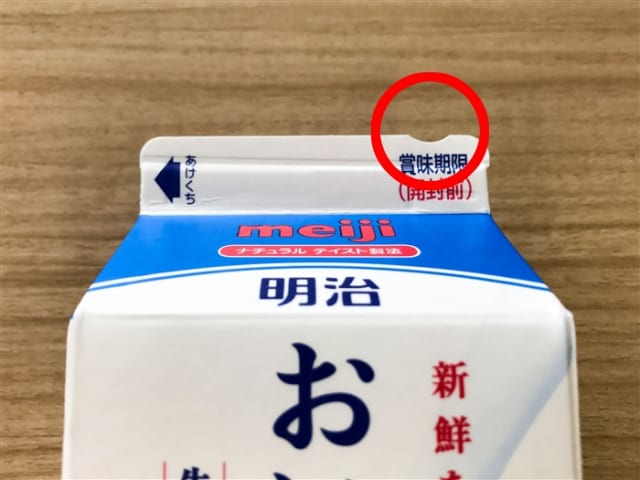 あけくち
賞味期限
(開封前)
meiji
ナチュラル テイスト製法
明治
お
新鮮